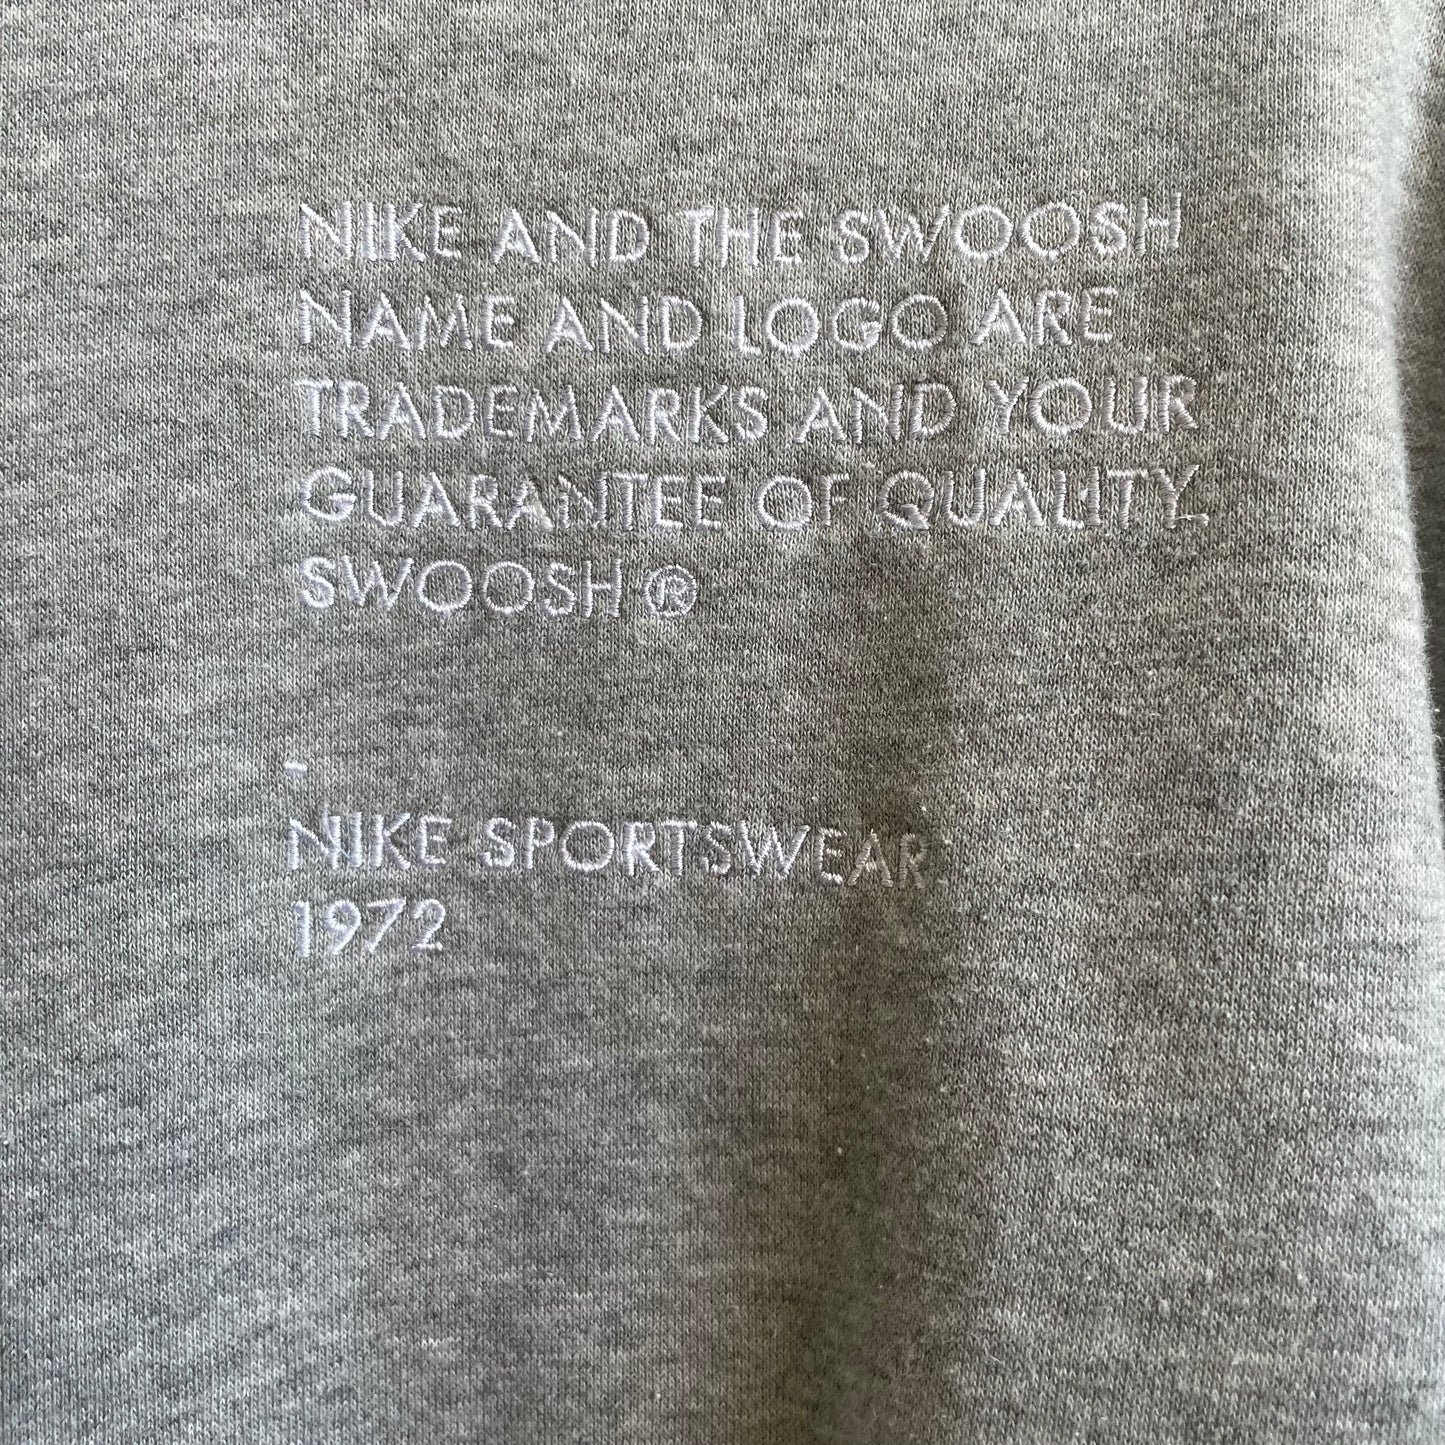 NIKE AND THE SWOOSH
NAME AND LOGO ARE
TRADEMARKS AND YOUR
GUARANTEE OF QUALITY.
SWOOSH ®
-
NIKE SPORTSWEAR
1972